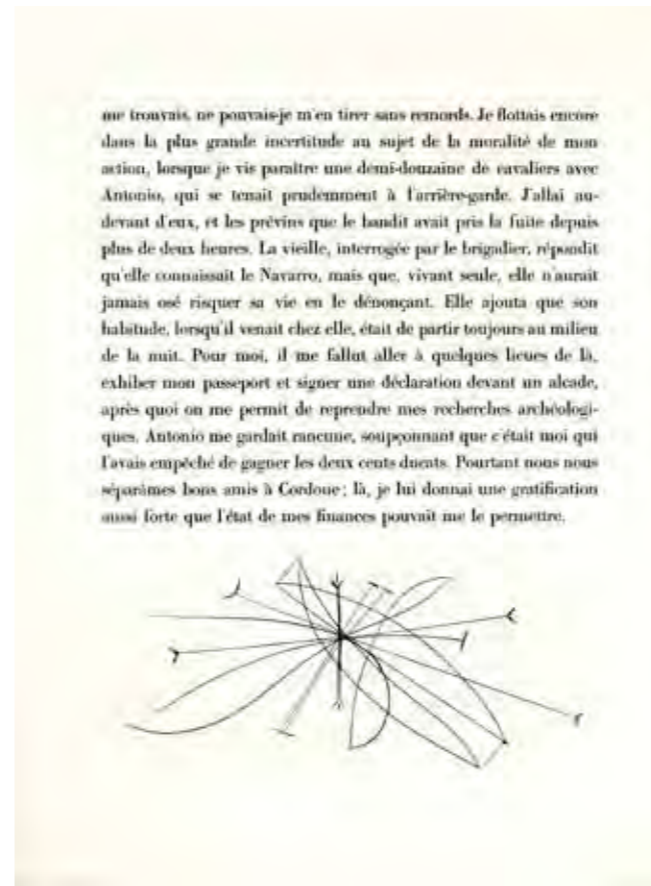 me trouvais, ne pouvais-je m'en tirer sans remords. Je flottais encore
dans la plus grande incertitude au sujet de la moralité de mon
action, lorsque je vis paraître une demi-douzaine de cavaliers avec
Antonio, qui se tenait prudemment à l'arrière-garde. J'allai au-
devant d'eux, et les prévins que le bandit avait pris la fuite depuis
plus de deux heures. La vieille, interrogée par le brigadier, répondit
qu'elle connaissait le Navarro, mais que, vivant seule, elle n'aurait
jamais osé risquer sa vie en le dénonçant. Elle ajouta que son
habitude, lorsqu'il venait chez elle, était de partir toujours au milieu
de la nuit. Pour moi, il me fallut aller à quelques lieues de là,
exhiber mon passeport et signer une déclaration devant un alcade,
après quoi on me permit de reprendre mes recherches archéologi-
ques. Antonio me gardait rancune, soupçonnant que c'était moi qui
l'avais empêché de gagner les deux cents ducats. Pourtant nous nous
séparâmes bons amis à Cordoue; là, je lui donnai une gratification
aussi forte que l'état de mes finances pouvait me le permettre.